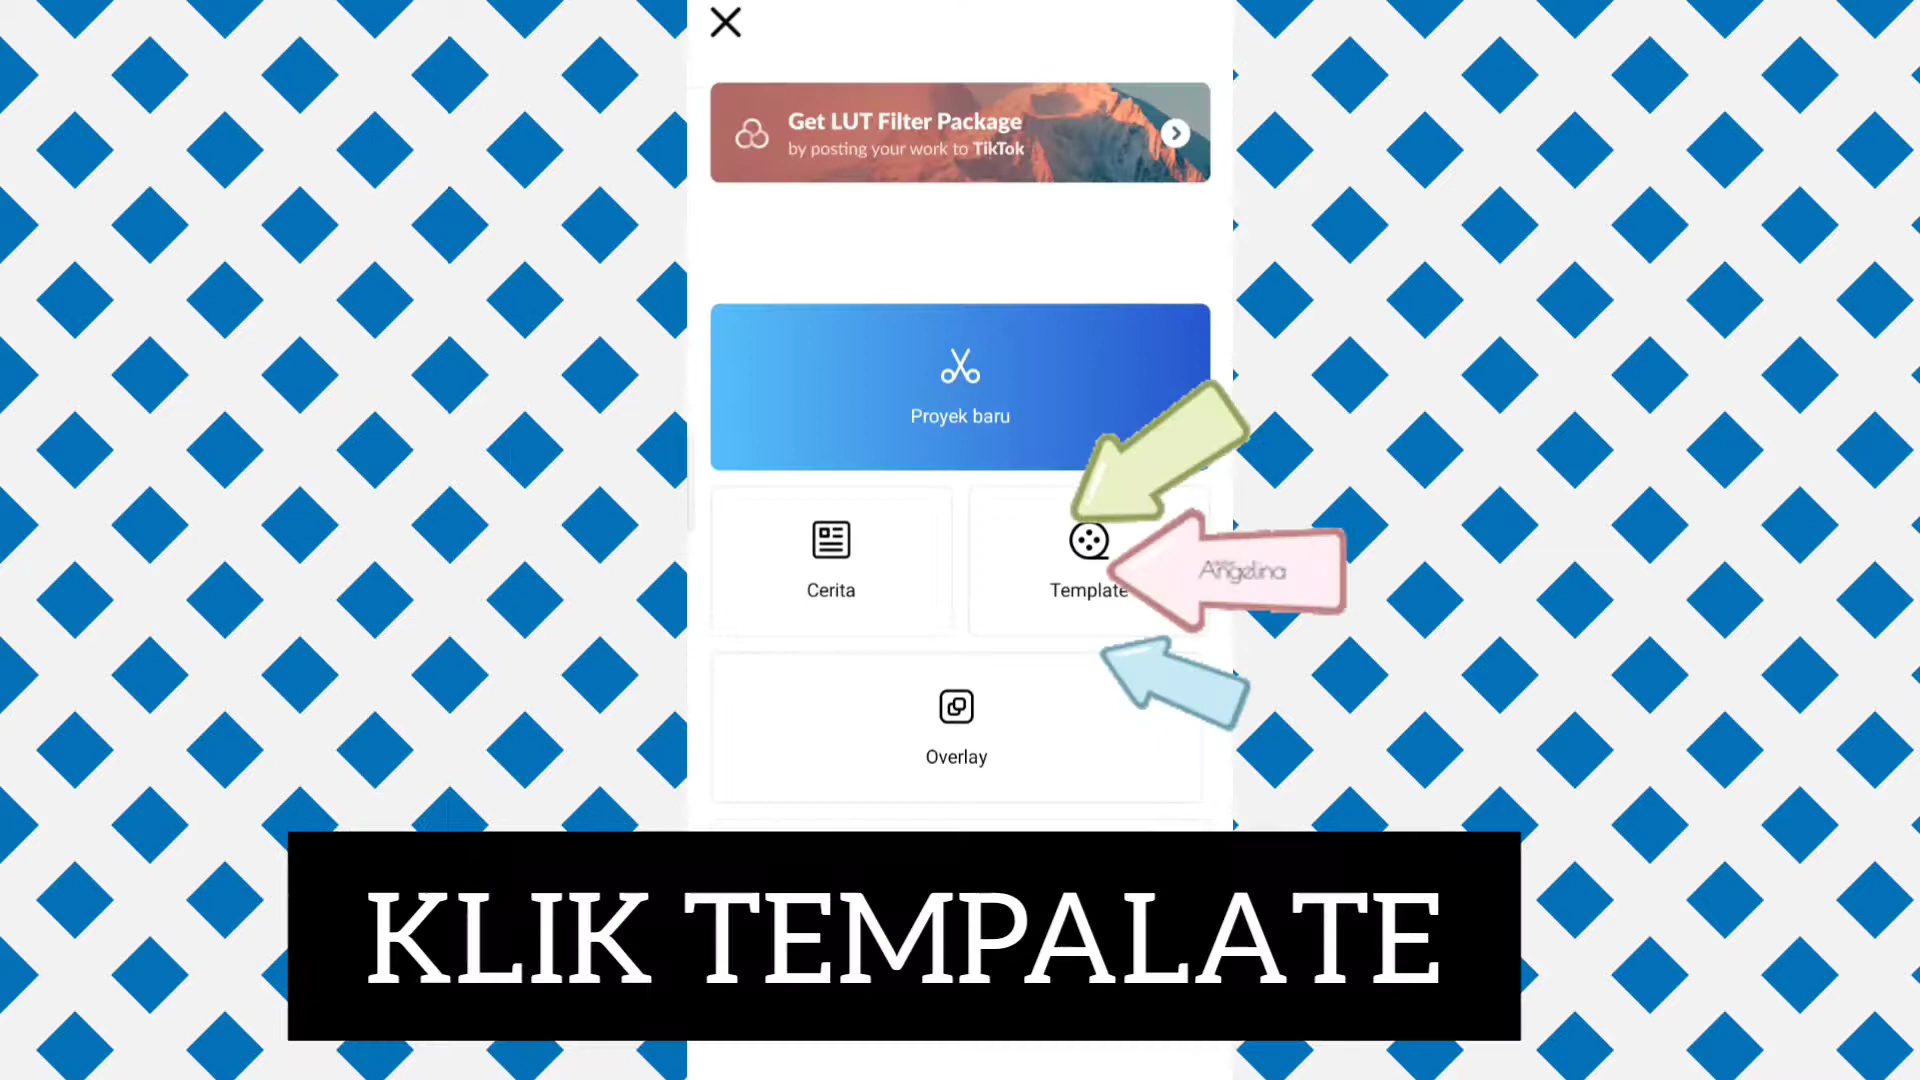 Get LUT Filter Package
by posting your work to TikTok
Proyek baru
Cerita
Template
Angelina
Overlay
KLIK TEMPALATE